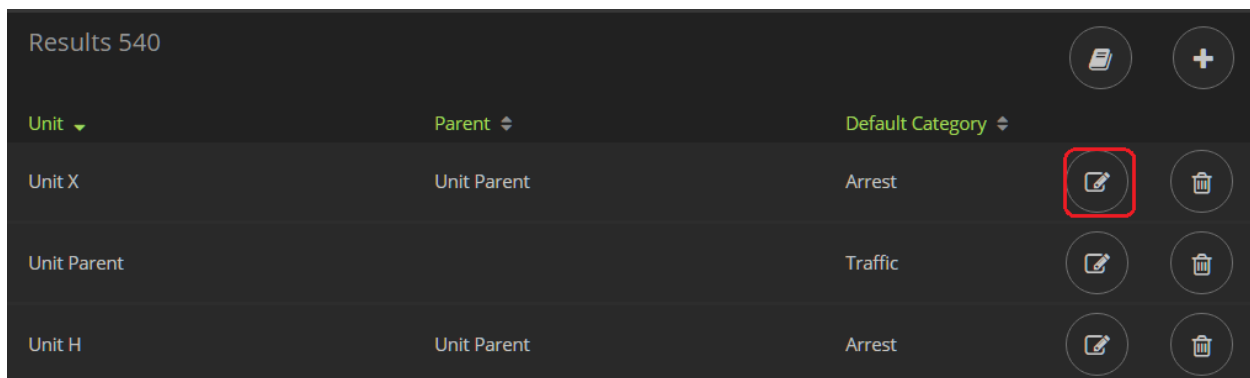 Results 540
Unit Parent Default Category
Unit X Unit Parent Arrest
Unit Parent Traffic
Unit H Unit Parent Arrest